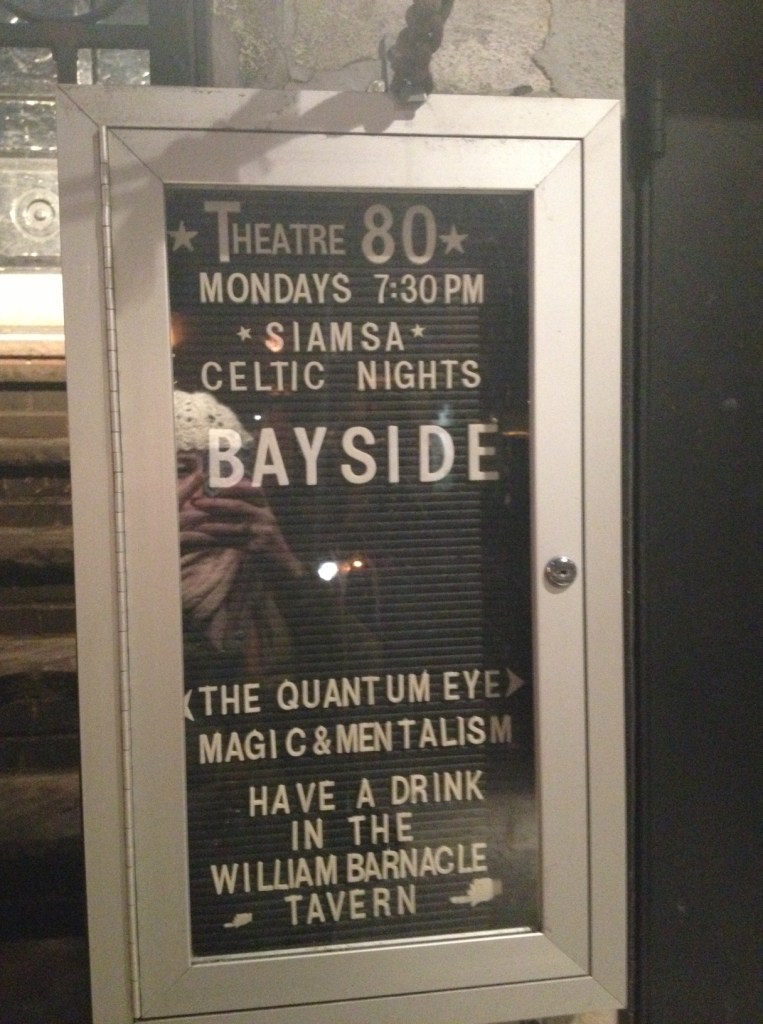 THEATRE 80
MONDAYS 7:30 PM
SIAMSA
CELTIC NIGHTS
BAYSIDE
THE QUANTUM EYE
MAGIC & MENTALISM
HAVE A DRINK
IN THE
WILLIAM BARNACLE
TAVERN